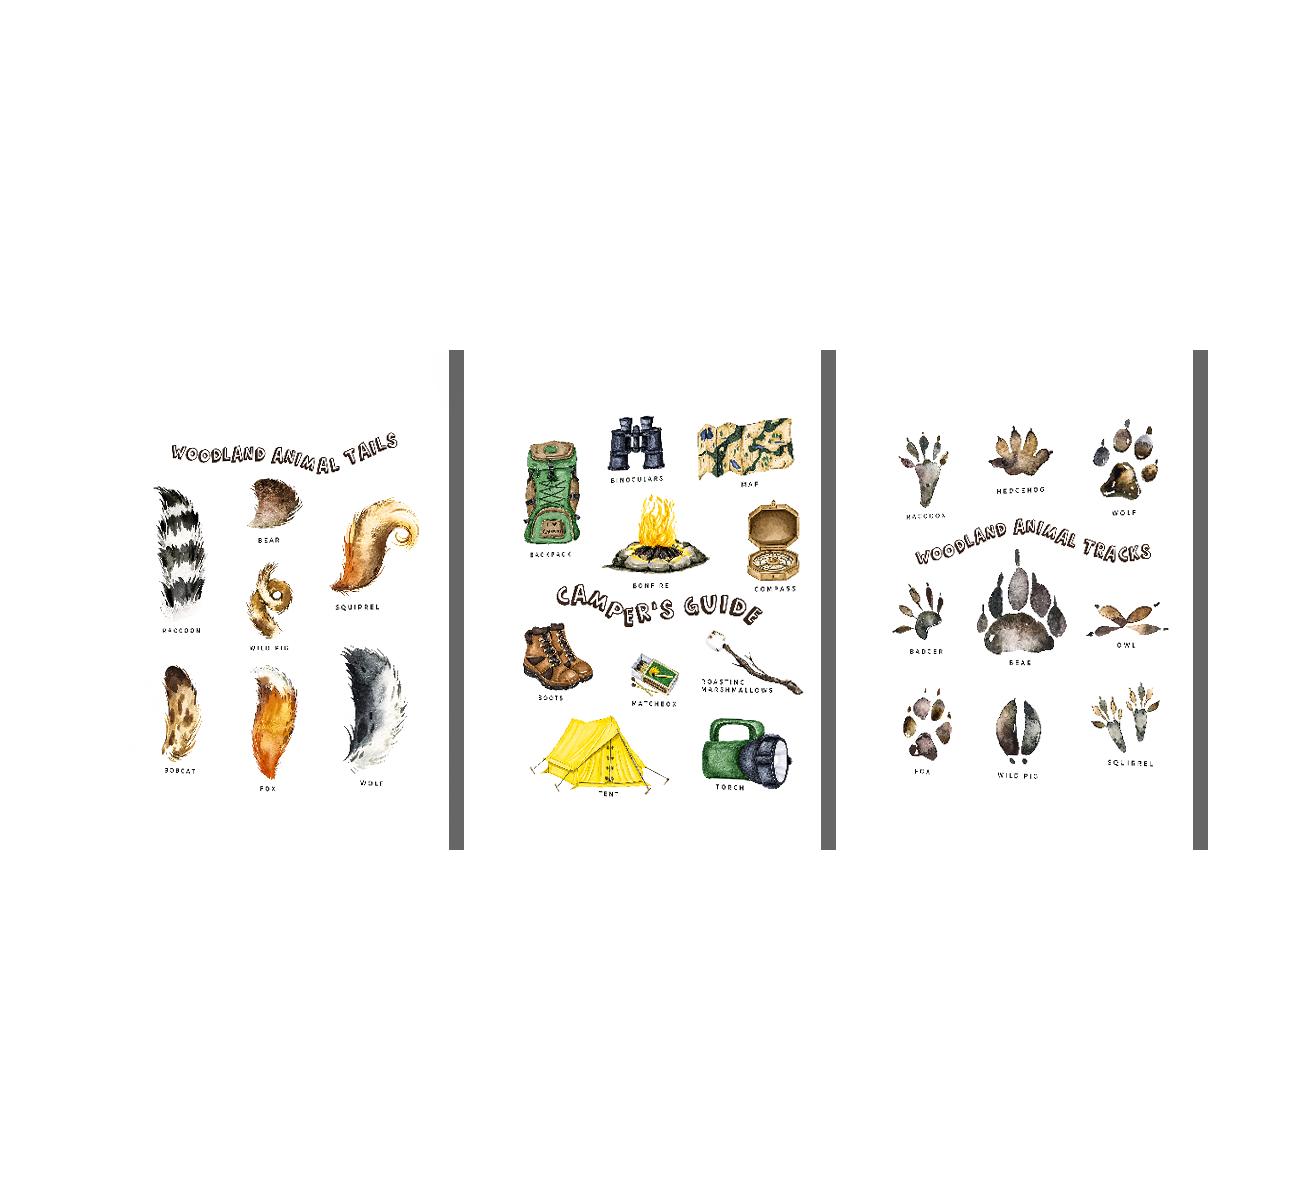 WOODLAND ANIMAL TAILS
RACCOON
BEAR
SQUIRREL
WILD PIG
BOBCAT
FOX
WOLF
BACKPACK
BINOCULARS
MAP
BONFIRE
COMPASS
CAMPER'S GUIDE
BOOTS
MATCHBOX
ROASTING
MARSHMALLOWS
TENT
TORCH
RACCOON
HEDGEHOG
WOLF
WOODLAND ANIMAL TRACKS
BADGER
BEAR
OWL
FOX
WILD PIG
SQUIRREL